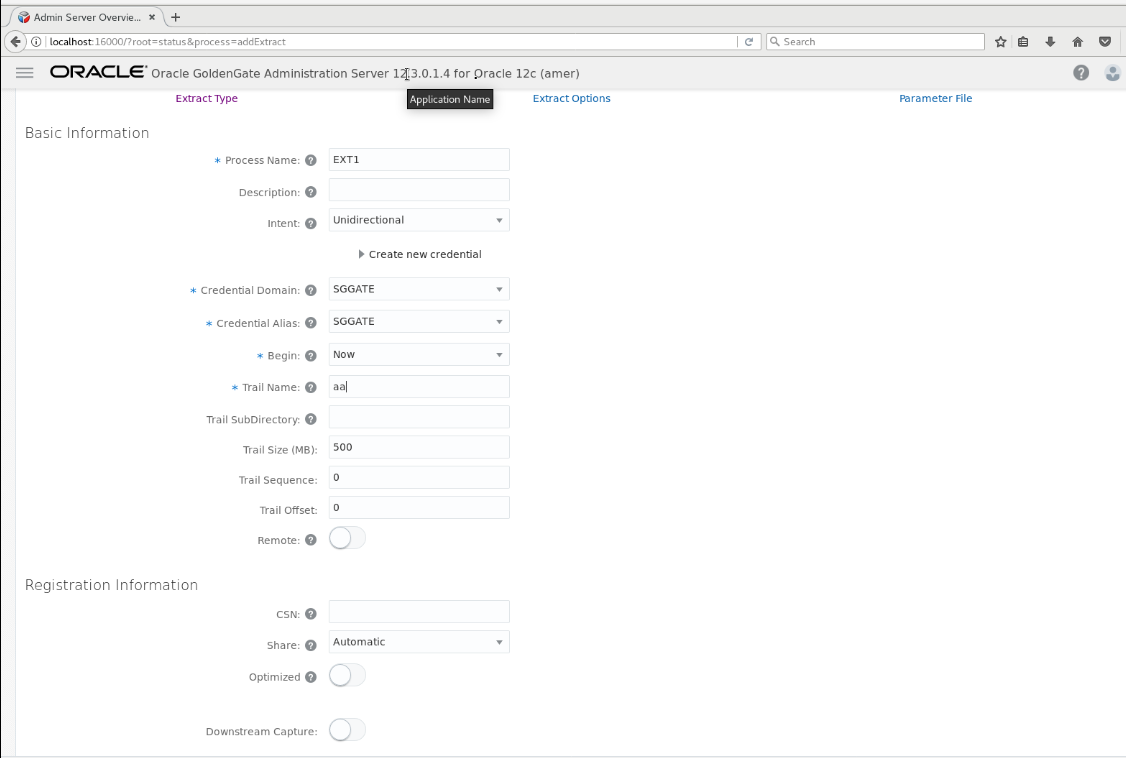 Admin Server Overvie...
localhost:16000/?root=status&process=addExtract
Search
ORACLE Oracle GoldenGate Administration Server 12.3.0.1.4 for Oracle 12c (amer)
Application Name
Extract Type Extract Options Parameter File
Basic Information
* Process Name: ? EXT1
Description: ?
Intent: ? Unidirectional
Create new credential
* Credential Domain: ? SGGATE
* Credential Alias: ? SGGATE
* Begin: ? Now
* Trail Name: ? aa
Trail SubDirectory: ?
Trail Size (MB): 500
Trail Sequence: 0
Trail Offset: 0
Remote: ?
Registration Information
CSN: ?
Share: ? Automatic
Optimized ?
Downstream Capture: